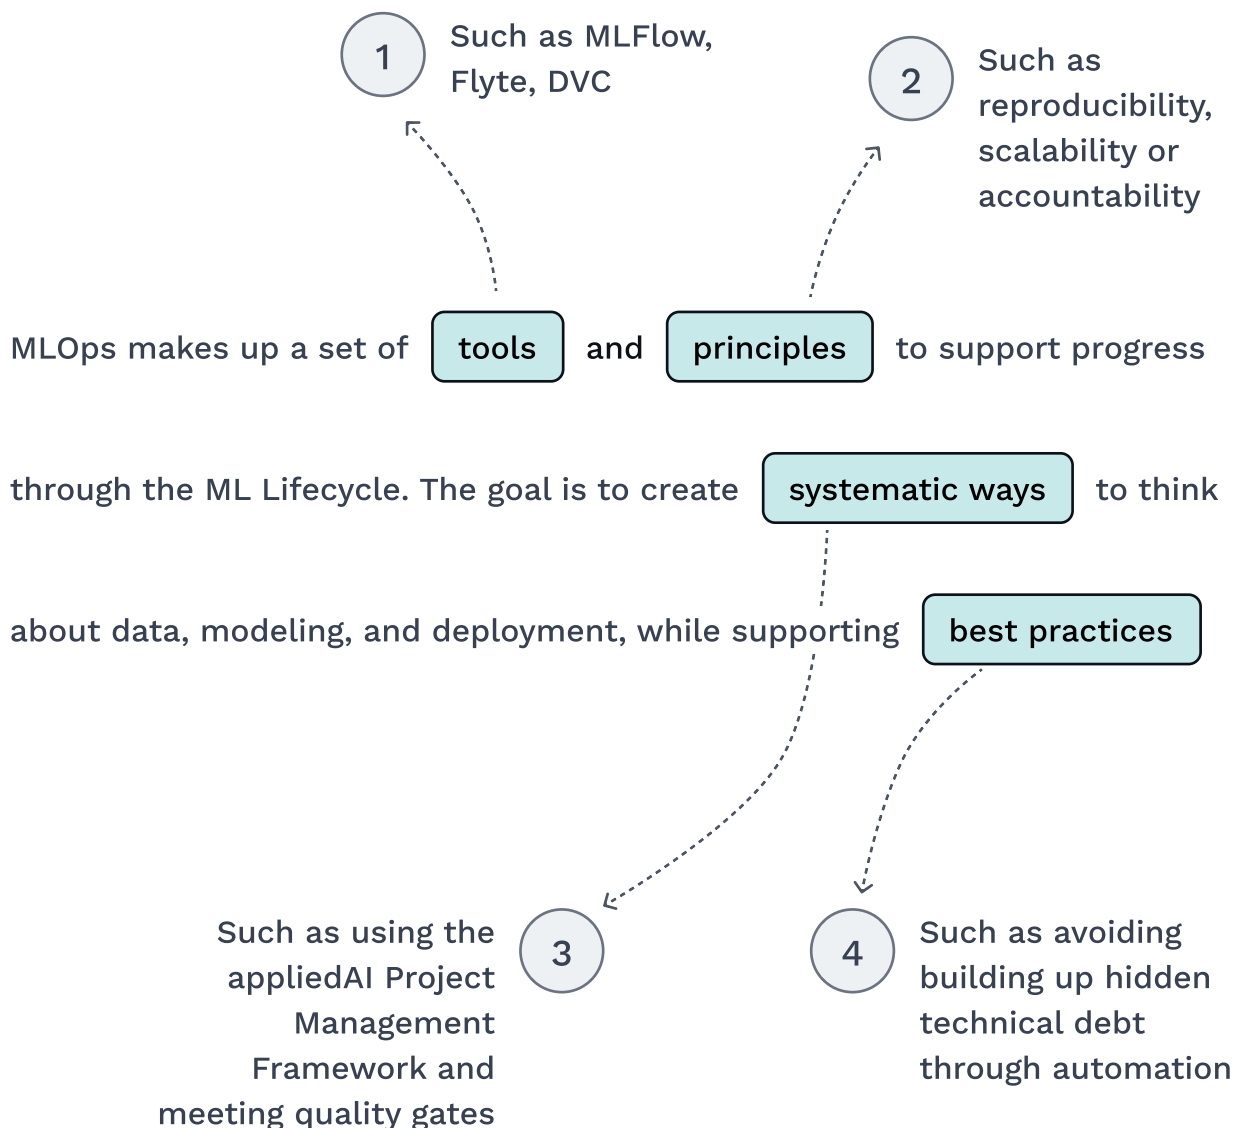 1
Such as MLFlow,
Flyte, DVC
2
Such as
reproducibility,
scalability or
accountability
MLOps makes up a set of tools and principles to support progress
through the ML Lifecycle. The goal is to create systematic ways to think
about data, modeling, and deployment, while supporting best practices
Such as using the
appliedAI Project
Management
Framework and
meeting quality gates
3
4
Such as avoiding
building up hidden
technical debt
through automation